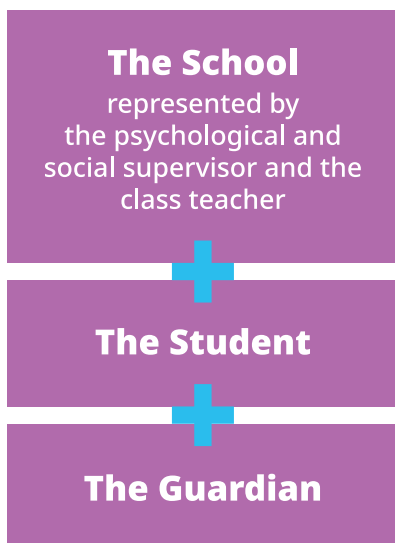 The School
represented by
the psychological and
social supervisor and the
class teacher
The Student
The Guardian